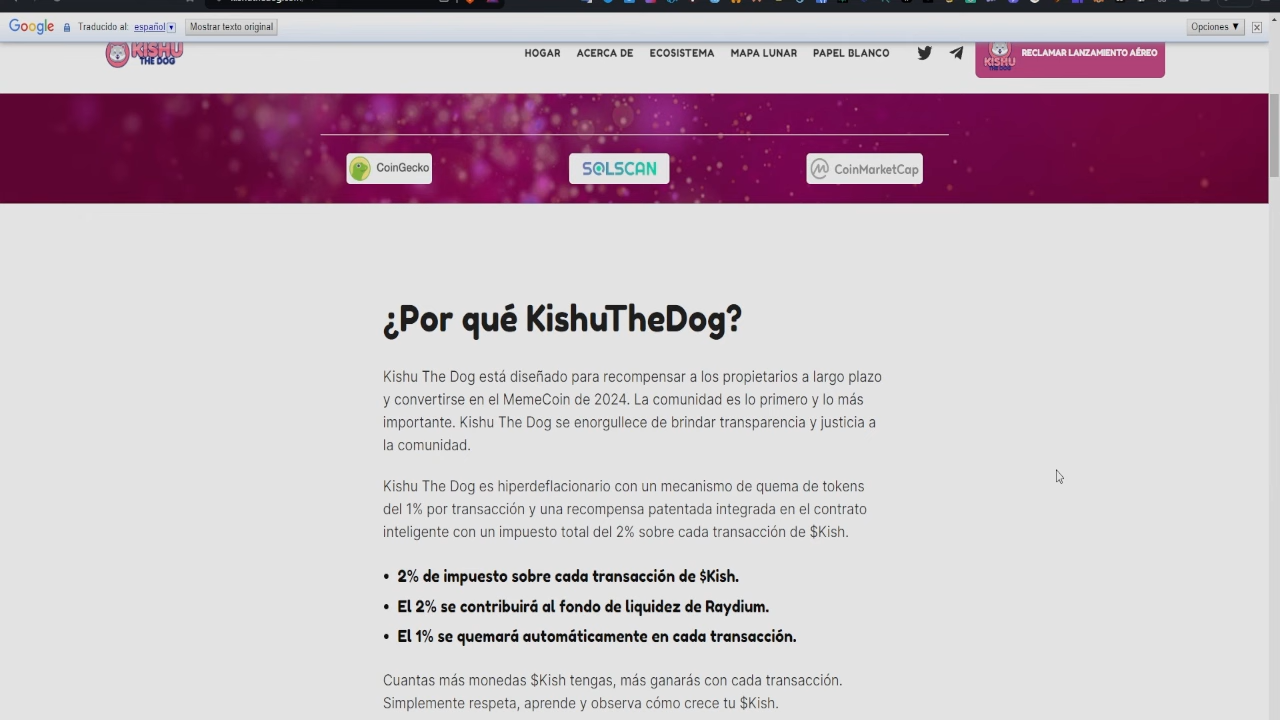 Google Traducido al: español Mostrar texto original Opciones ▼
KISHU
THE DOG
HOGAR ACERCA DE ECOSISTEMA MAPA LUNAR PAPEL BLANCO
KISHU
THE DOG
RECLAMAR LANZAMIENTO AÉREO
CoinGecko SOLSCAN CoinMarketCap
¿Por qué KishuTheDog?
Kishu The Dog está diseñado para recompensar a los propietarios a largo plazo
y convertirse en el MemeCoin de 2024. La comunidad es lo primero y lo más
importante. Kishu The Dog se enorgullece de brindar transparencia y justicia a
la comunidad.
Kishu The Dog es hiperdeflacionario con un mecanismo de quema de tokens
del 1% por transacción y una recompensa patentada integrada en el contrato
inteligente con un impuesto total del 2% sobre cada transacción de $Kish.
• 2% de impuesto sobre cada transacción de $Kish.
• El 2% se contribuirá al fondo de liquidez de Raydium.
• El 1% se quemará automáticamente en cada transacción.
Cuantas más monedas $Kish tengas, más ganarás con cada transacción.
Simplemente respeta, aprende y observa cómo crece tu $Kish.